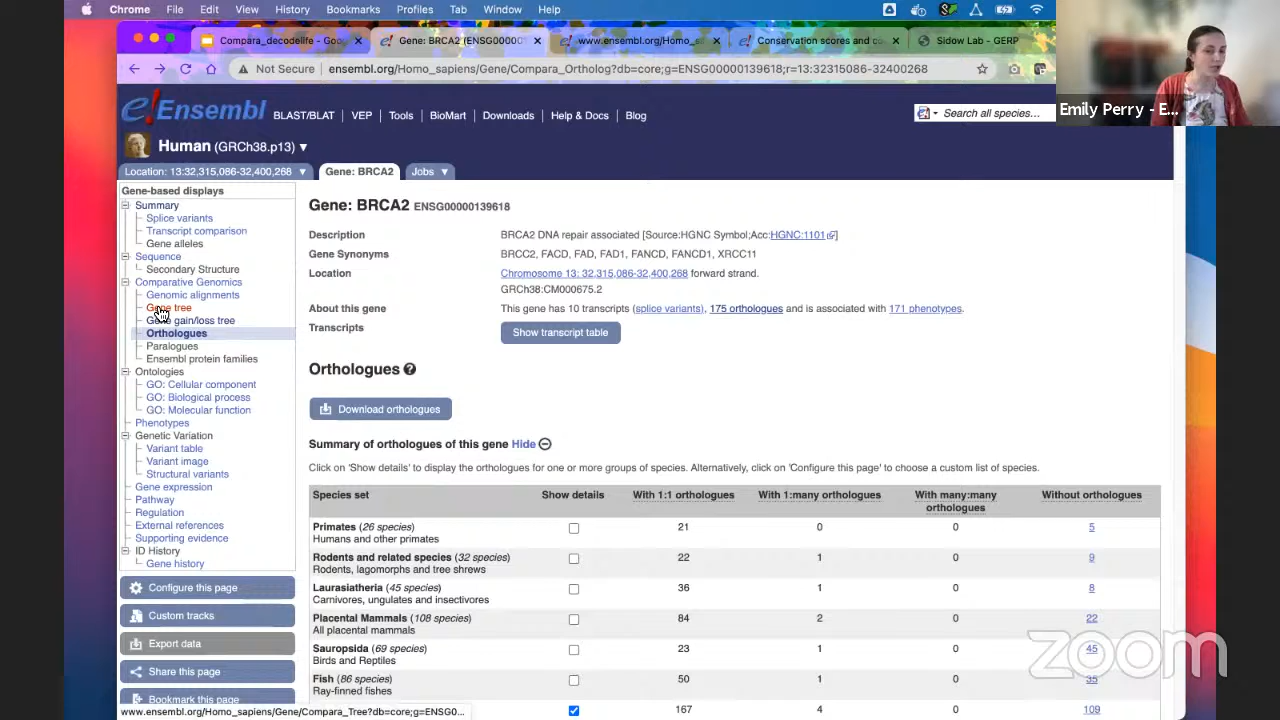 Chrome File Edit View History Bookmarks Profiles Tab Window Help
Compara_decodelife - Goo
Gene: BRCA2 (ENSG00000
www.ensembl.org/Homo_s
Conservation scores and co
Sidow Lab - GERP
Not Secure ensembl.org/Homo_sapiens/Gene/Compara_Ortholog?db=core;g=ENSG00000139618;r=13:32315086-32400268
Emily Perry - E...
e!Ensembl BLAST/BLAT VEP Tools BioMart Downloads Help & Docs Blog
Search all species...
Human (GRCh38.p13) ▼
Location: 13:32,315,086-32,400,268 ▼
Gene: BRCA2
Jobs ▼
Gene-based displays
Summary
Splice variants
Transcript comparison
Gene alleles
Sequence
Secondary Structure
Comparative Genomics
Genomic alignments
Gene tree
Gene gain/loss tree
Orthologues
Paralogues
Ensembl protein families
Ontologies
GO: Cellular component
GO: Biological process
GO: Molecular function
Phenotypes
Genetic Variation
Variant table
Variant image
Structural variants
Gene expression
Pathway
Regulation
External references
Supporting evidence
ID History
Gene history
Configure this page
Custom tracks
Export data
Share this page
Bookmark this page
www.ensembl.org/Homo_sapiens/Gene/Compara_Tree?db=core;g=ENSG0...
Gene: BRCA2 ENSG00000139618
Description BRCA2 DNA repair associated [Source:HGNC Symbol;Acc:HGNC:1101]
Gene Synonyms BRCC2, FACD, FAD, FAD1, FANCD, FANCD1, XRCC11
Location Chromosome 13: 32,315,086-32,400,268 forward strand.
GRCh38:CM000675.2
About this gene This gene has 10 transcripts (splice variants), 175 orthologues and is associated with 171 phenotypes.
Transcripts Show transcript table
Orthologues
Download orthologues
Summary of orthologues of this gene Hide
Click on 'Show details' to display the orthologues for one or more groups of species. Alternatively, click on 'Configure this page' to choose a custom list of species.
Species set Show details With 1:1 orthologues With 1:many orthologues With many:many orthologues Without orthologues
Primates (26 species) 21 0 0 5
Humans and other primates
Rodents and related species (32 species) 22 1 0 9
Rodents, lagomorphs and tree shrews
Laurasiatheria (45 species) 36 1 0 8
Carnivores, ungulates and insectivores
Placental Mammals (108 species) 84 2 0 22
All placental mammals
Sauropsida (69 species) 23 1 0 45
Birds and Reptiles
Fish (86 species) 50 1 0 35
Ray-finned fishes
167 4 0 109
zoom